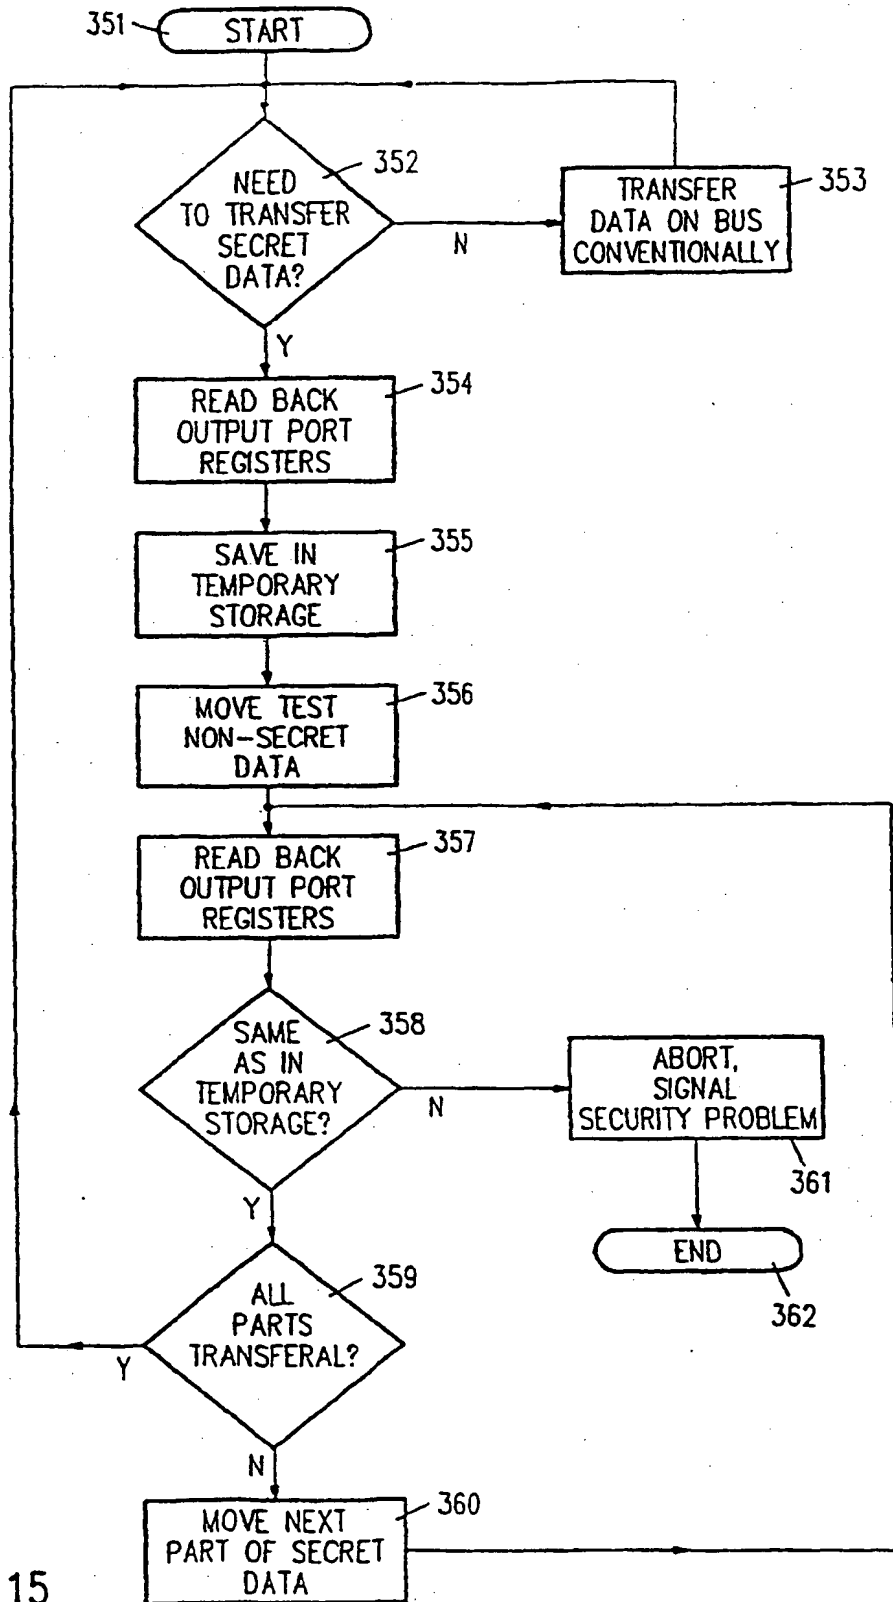 351
START
352
NEED
TO TRANSFER
SECRET
DATA?
N
Y
353
TRANSFER
DATA ON BUS
CONVENTIONALLY
354
READ BACK
OUTPUT PORT
REGISTERS
355
SAVE IN
TEMPORARY
STORAGE
356
MOVE TEST
NON-SECRET
DATA
357
READ BACK
OUTPUT PORT
REGISTERS
358
SAME
AS IN
TEMPORARY
STORAGE?
N
Y
ABORT,
SIGNAL
SECURITY PROBLEM
361
END
362
359
ALL
PARTS
TRANSFERAL?
Y
N
360
MOVE NEXT
PART OF SECRET
DATA
15